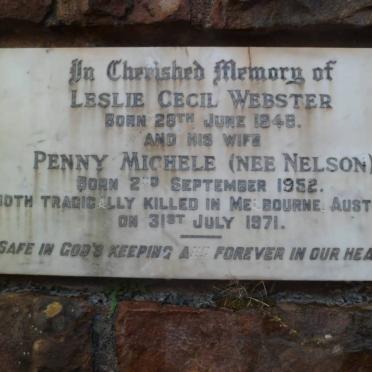 In Cherished Memory of
LESLIE CECIL WEBSTER
BORN 28TH JUNE 1948.
AND HIS WIFE
PENNY MICHELE (NEE NELSON)
BORN 2ND SEPTEMBER 1952.
BOTH TRAGICALLY KILLED IN MELBOURNE AUST
ON 31ST JULY 1971.
SAFE IN GOD'S KEEPING AND FOREVER IN OUR HEA